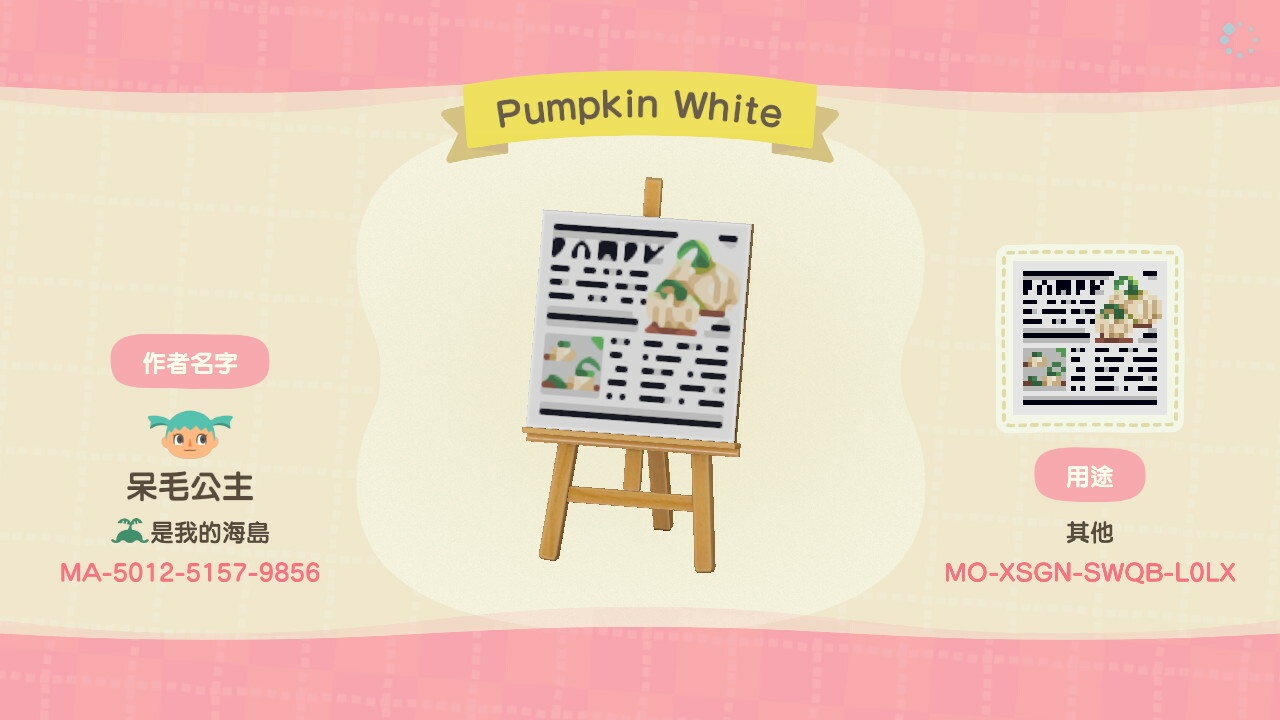 Pumpkin White
作者名字
呆毛公主
是我的海島
MA-5012-5157-9856
用途
其他
MO-XSGN-SWQB-L0LX